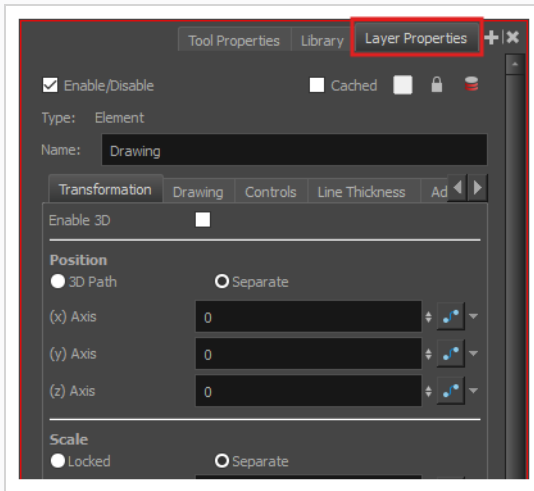 Tool Properties Library Layer Properties
Enable/Disable Cached
Type: Element
Name: Drawing
Transformation Drawing Controls Line Thickness Ad
Enable 3D
Position
3D Path Separate
(x) Axis 0
(y) Axis 0
(z) Axis 0
Scale
Locked Separate